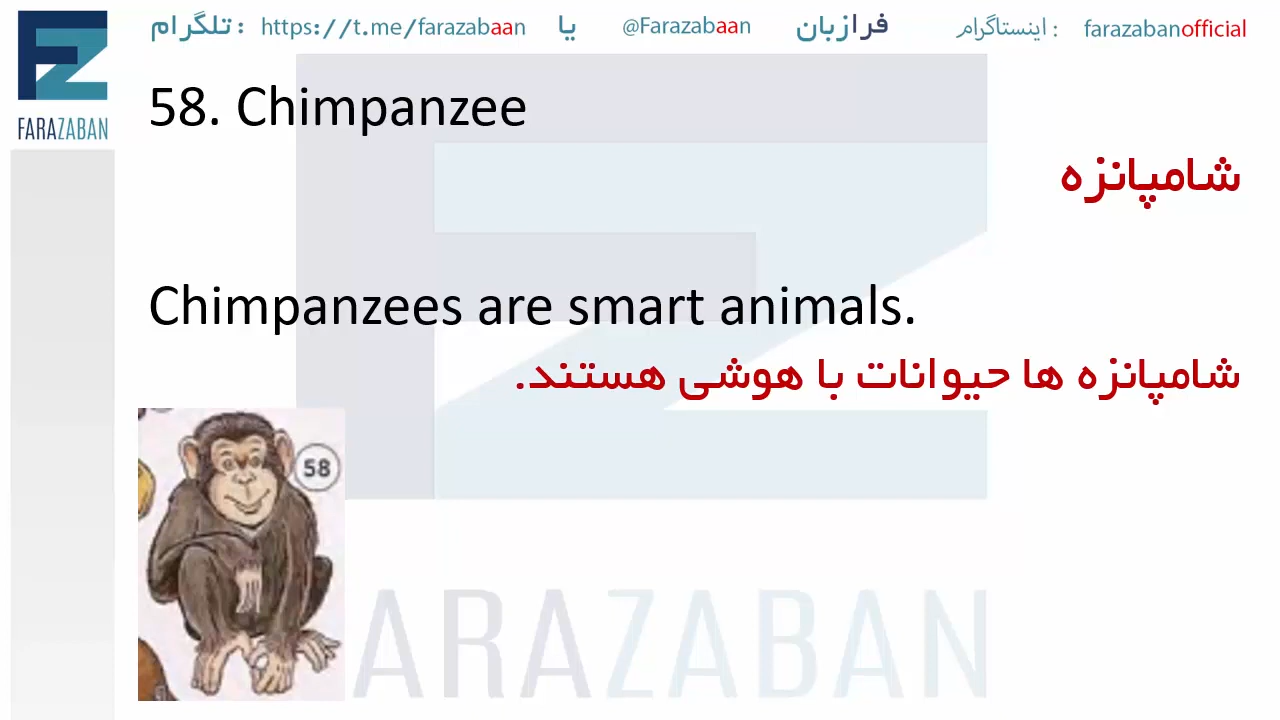 تلگرام : https://t.me/farazabaan یا @Farazabaan فرازبان اینستاگرام : farazabanofficial
FARAZABAN
58. Chimpanzee
شامپانزه
Chimpanzees are smart animals.
شامپانزه ها حیوانات با هوشی هستند.
58
FARAZABAN